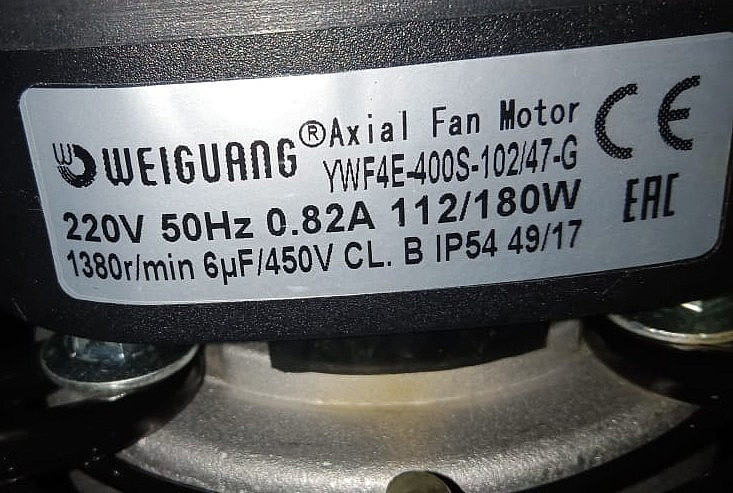 WEIGUANG® Axial Fan Motor CE
YWF4E-400S-102/47-G
220V 50Hz 0.82A 112/180W EAC
1380r/min 6µF/450V CL. B IP54 49/17